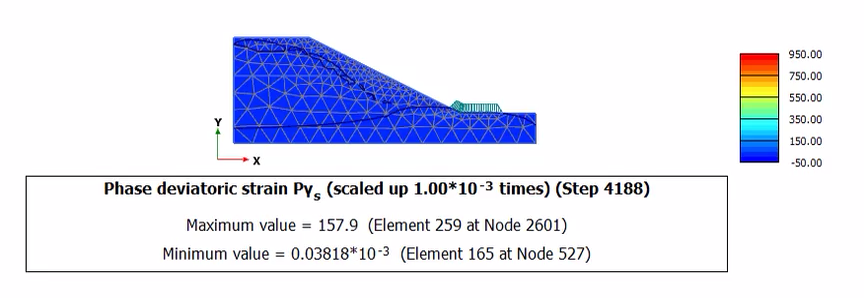 950.00
750.00
550.00
350.00
150.00
-50.00
Y
X
Phase deviatoric strain Pγs (scaled up 1.00*10-3 times) (Step 4188)
Maximum value = 157.9 (Element 259 at Node 2601)
Minimum value = 0.03818*10-3 (Element 165 at Node 527)